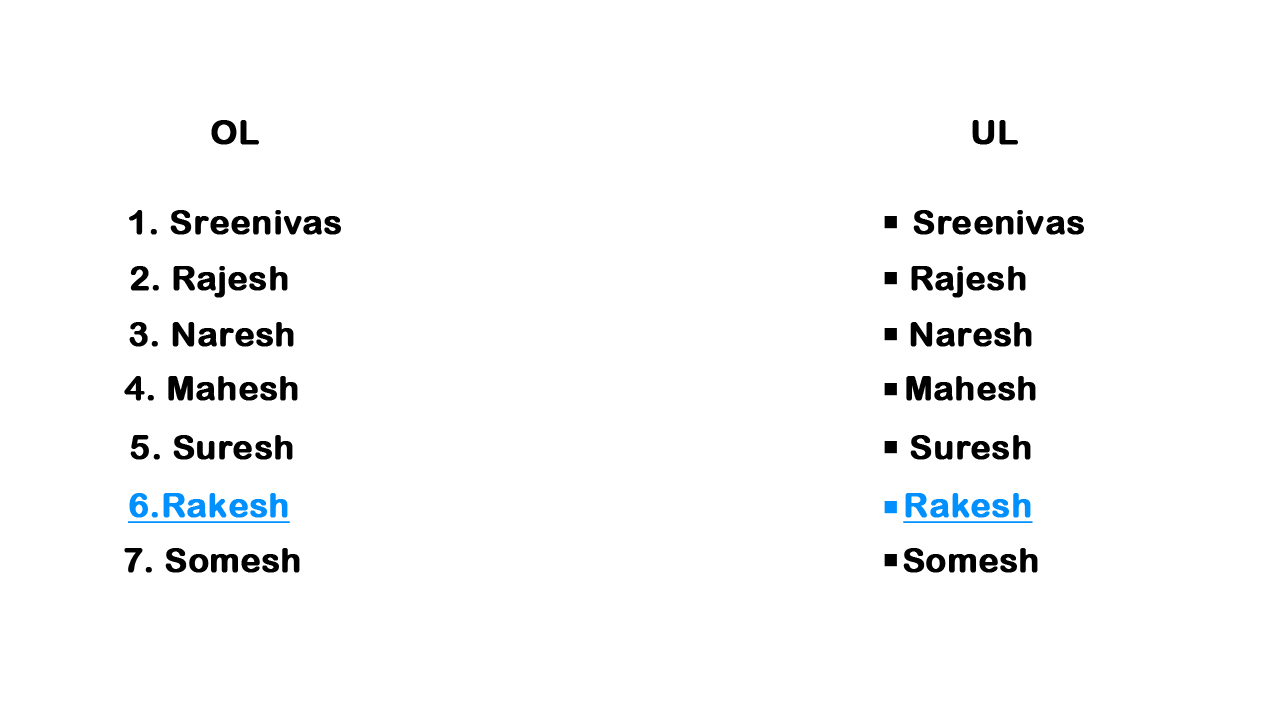 OL
1. Sreenivas
2. Rajesh
3. Naresh
4. Mahesh
5. Suresh
6.Rakesh
7. Somesh
UL
▪ Sreenivas
▪ Rajesh
▪ Naresh
▪ Mahesh
▪ Suresh
▪ Rakesh
▪ Somesh